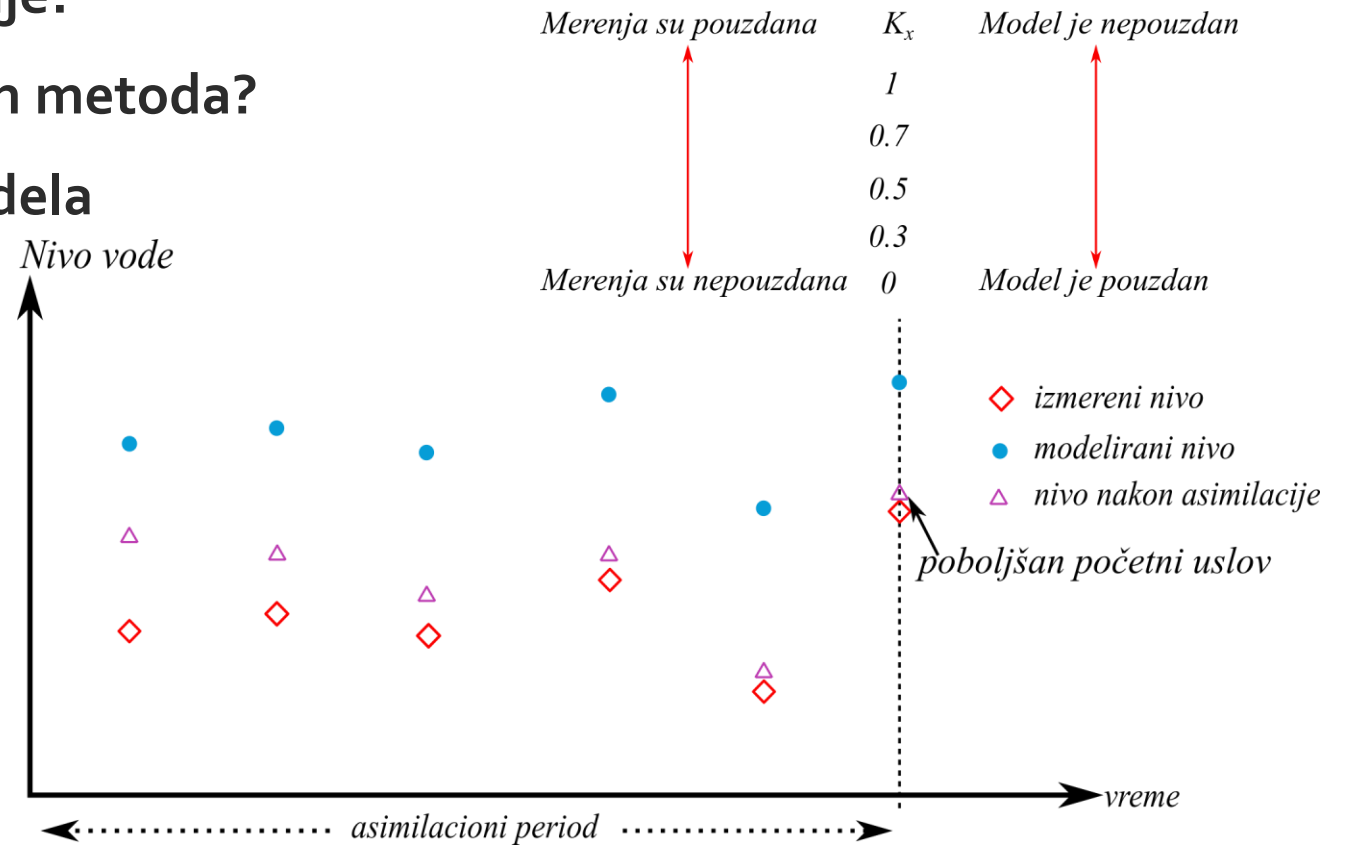 je?
n metoda?
dela
Merenja su pouzdana K_x Model je nepouzdan
1
0.7
0.5
0.3
Merenja su nepouzdana 0 Model je pouzdan
Nivo vode
izmereni nivo
modelirani nivo
nivo nakon asimilacije
poboljšan početni uslov
vreme
asimilacioni period